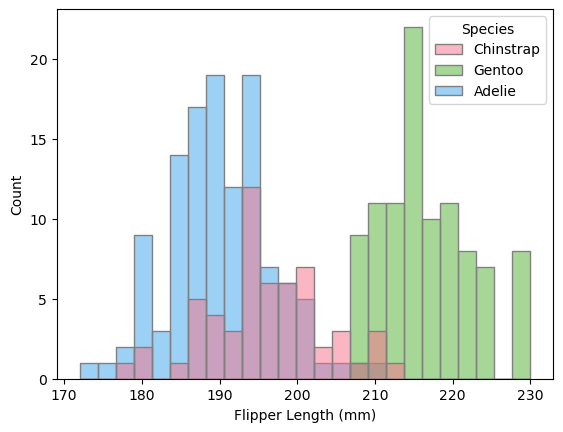 Species
Chinstrap
Gentoo
Adelie
Count
20
15
10
5
0
170 180 190 200 210 220 230
Flipper Length (mm)